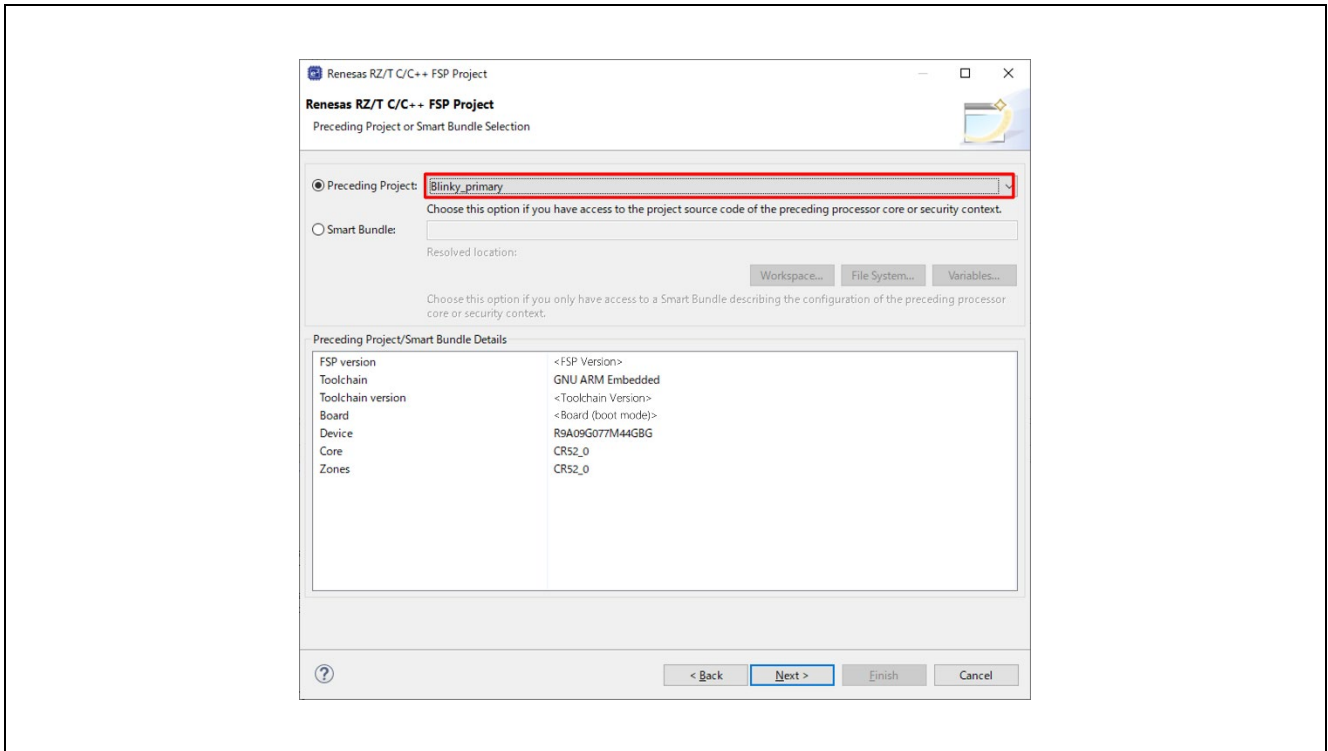 Renesas RZ/T C/C++ FSP Project
Renesas RZ/T C/C++ FSP Project
Preceding Project or Smart Bundle Selection
Preceding Project: Blinky_primary
Choose this option if you have access to the project source code of the preceding processor core or security context.
Smart Bundle:
Resolved location:
Workspace... File System... Variables...
Choose this option if you only have access to a Smart Bundle describing the configuration of the preceding processor
core or security context.
Preceding Project/Smart Bundle Details
FSP version <FSP Version>
Toolchain GNU ARM Embedded
Toolchain version <Toolchain Version>
Board <Board (boot mode)>
Device R9A09G077M44GBG
Core CR52_0
Zones CR52_0
? < Back Next > Finish Cancel